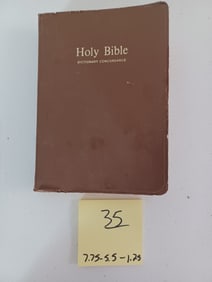 Holy Bible
DICTIONARY CONCORDANCE
35
7.75-5.5-1.25